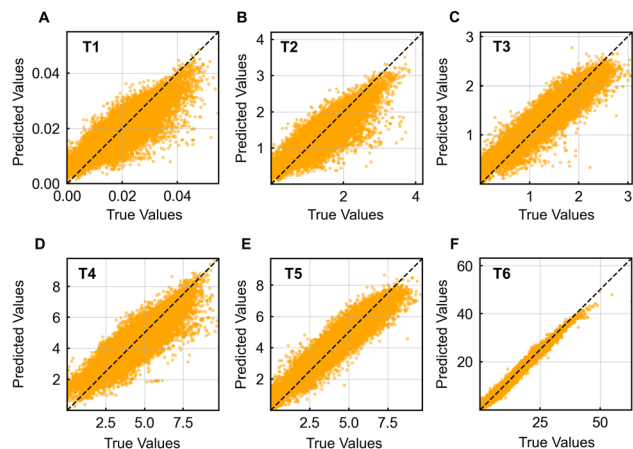 A
T1
Predicted Values
0.04
0.02
0.00
0.00 0.02 0.04
True Values
B
T2
Predicted Values
4
3
2
1
2 4
True Values
C
T3
Predicted Values
3
2
1
1 2 3
True Values
D
T4
Predicted Values
8
6
4
2
2.5 5.0 7.5
True Values
E
T5
Predicted Values
8
6
4
2
2.5 5.0 7.5
True Values
F
T6
Predicted Values
60
40
20
25 50
True Values